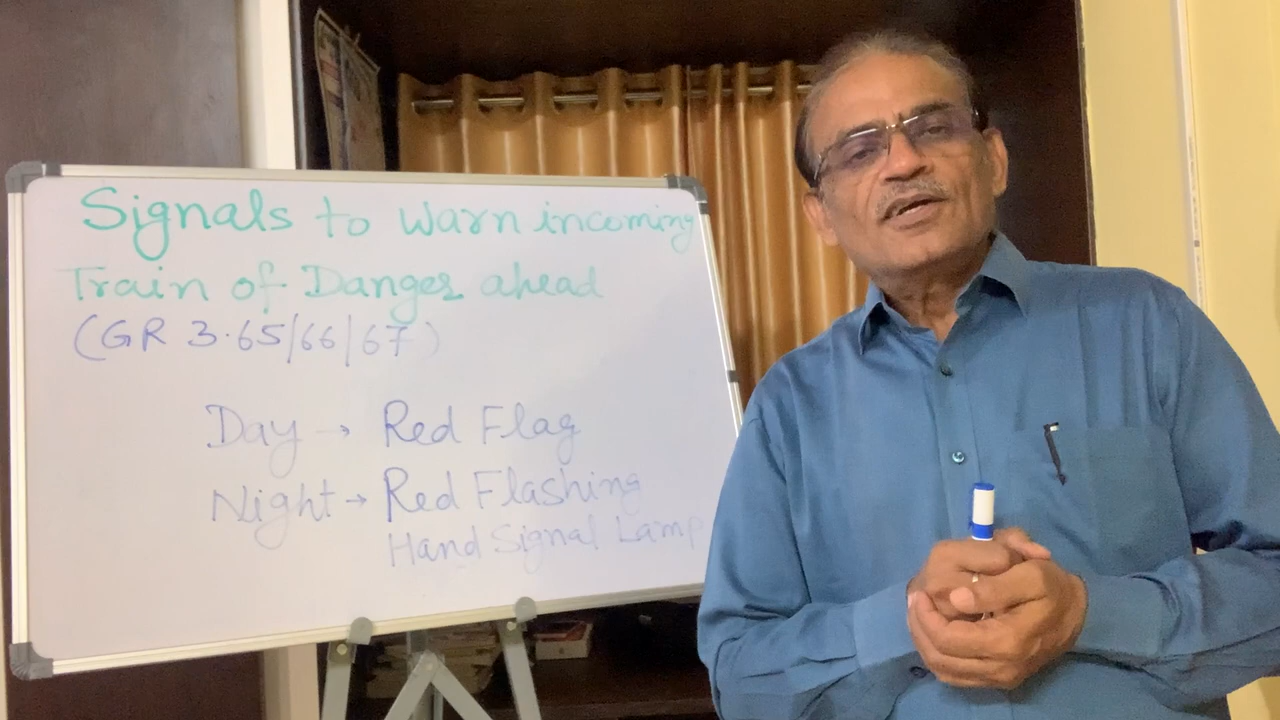 Signals to Warn incoming
Train of Danger ahead
(GR 3.65/66/67)
Day → Red Flag
Night → Red Flashing
Hand Signal Lamp